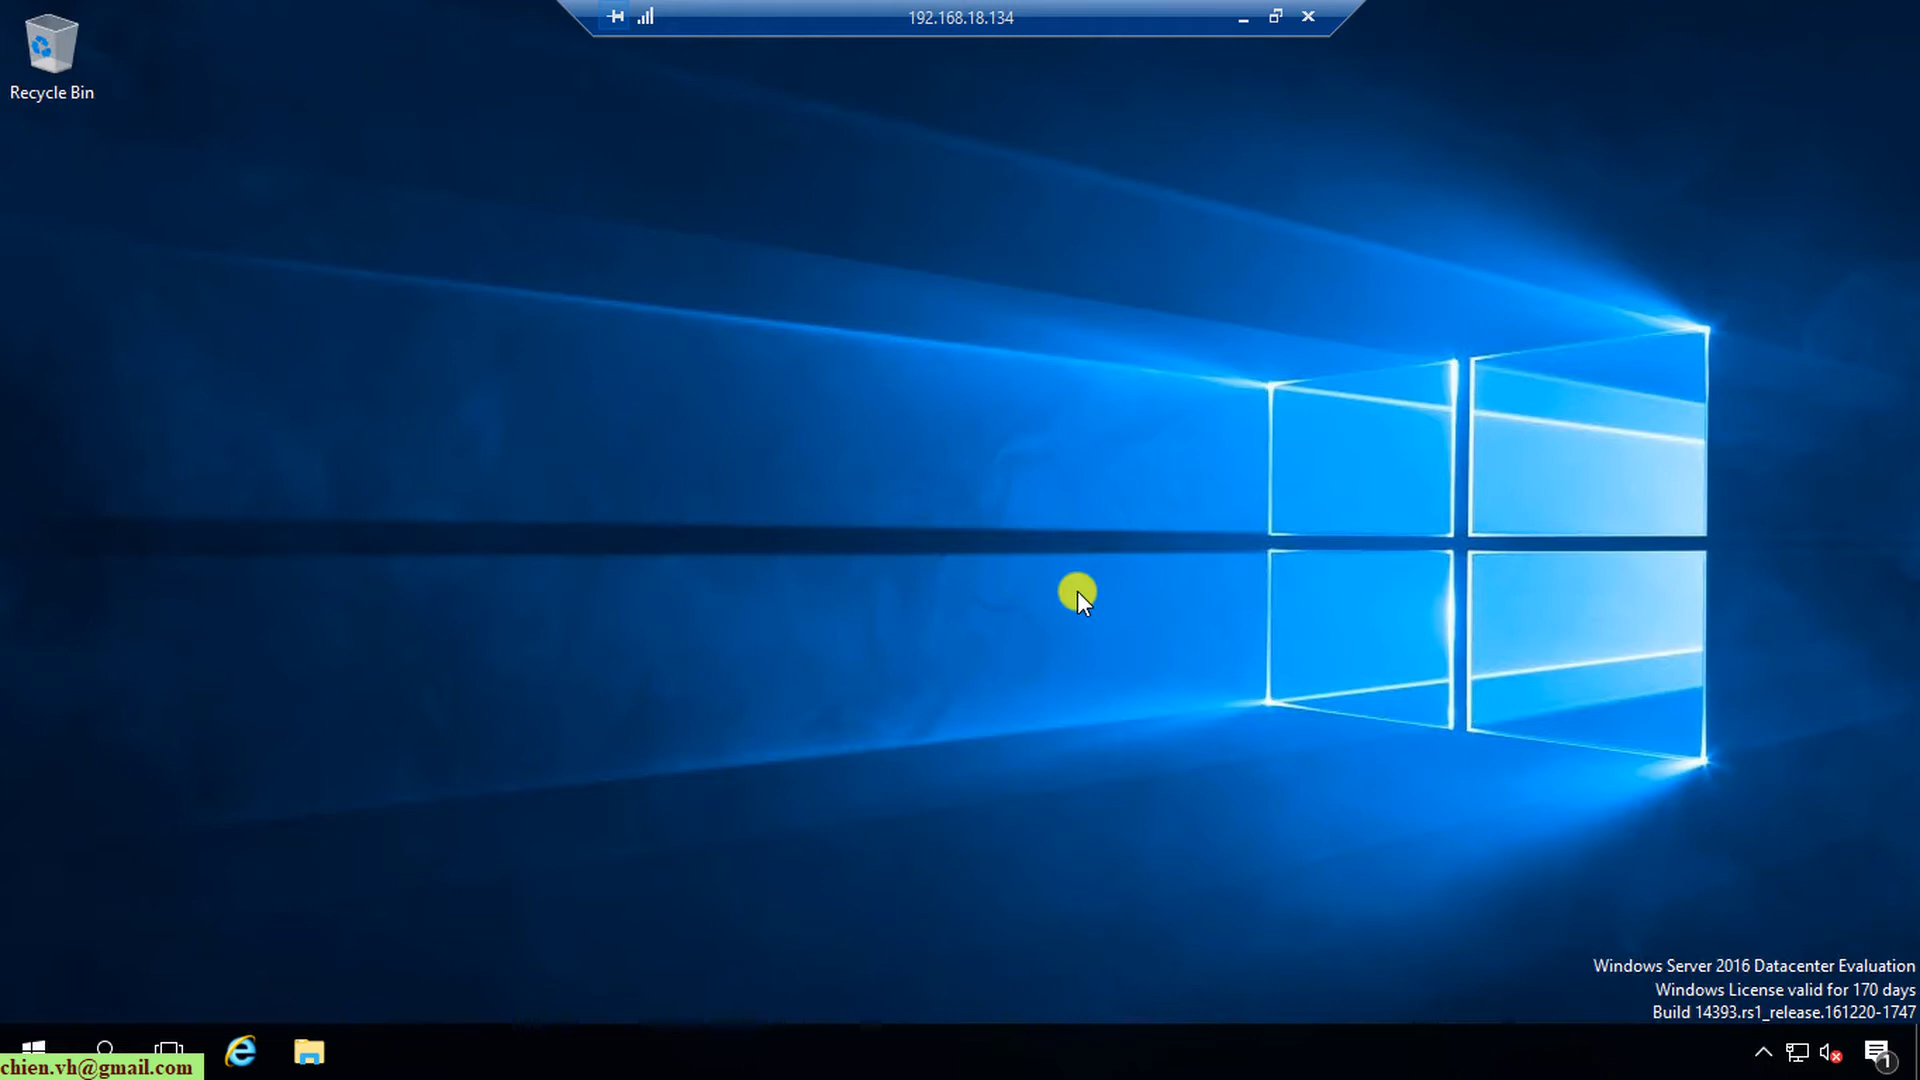 192.168.18.134
Recycle Bin
Windows Server 2016 Datacenter Evaluation
Windows License valid for 170 days
Build 14393.rs1_release.161220-1747
chien.vh@gmail.com
1